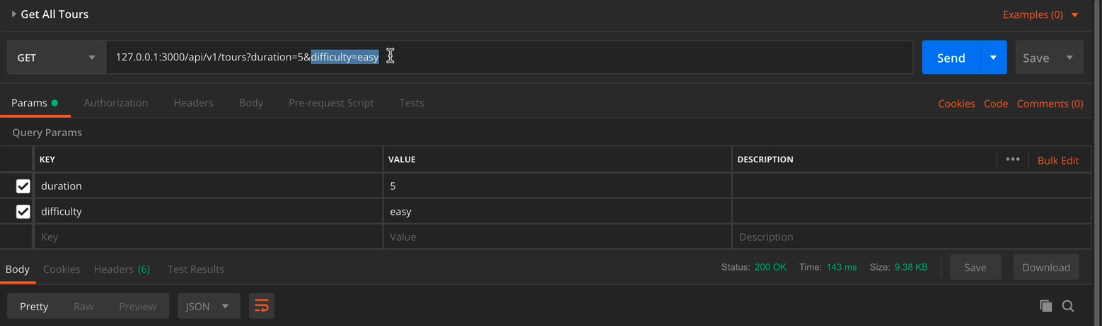 Get All Tours Examples (0)
GET 127.0.0.1:3000/api/v1/tours?duration=5&difficulty=easy Send Save
Params Authorization Headers Body Pre-request Script Tests Cookies Code Comments (0)
Query Params
KEY VALUE DESCRIPTION ••• Bulk Edit
duration 5
difficulty easy
Key Value Description
Body Cookies Headers (6) Test Results Status: 200 OK Time: 143 ms Size: 9.38 KB Save Download
Pretty Raw Preview JSON